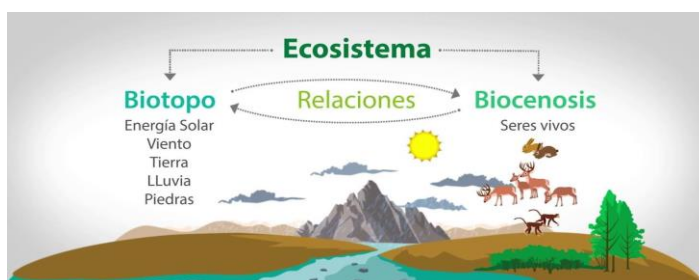 Ecosistema
Biotopo
Relaciones
Biocenosis
Energía Solar
Viento
Tierra
LLuvia
Piedras
Seres vivos